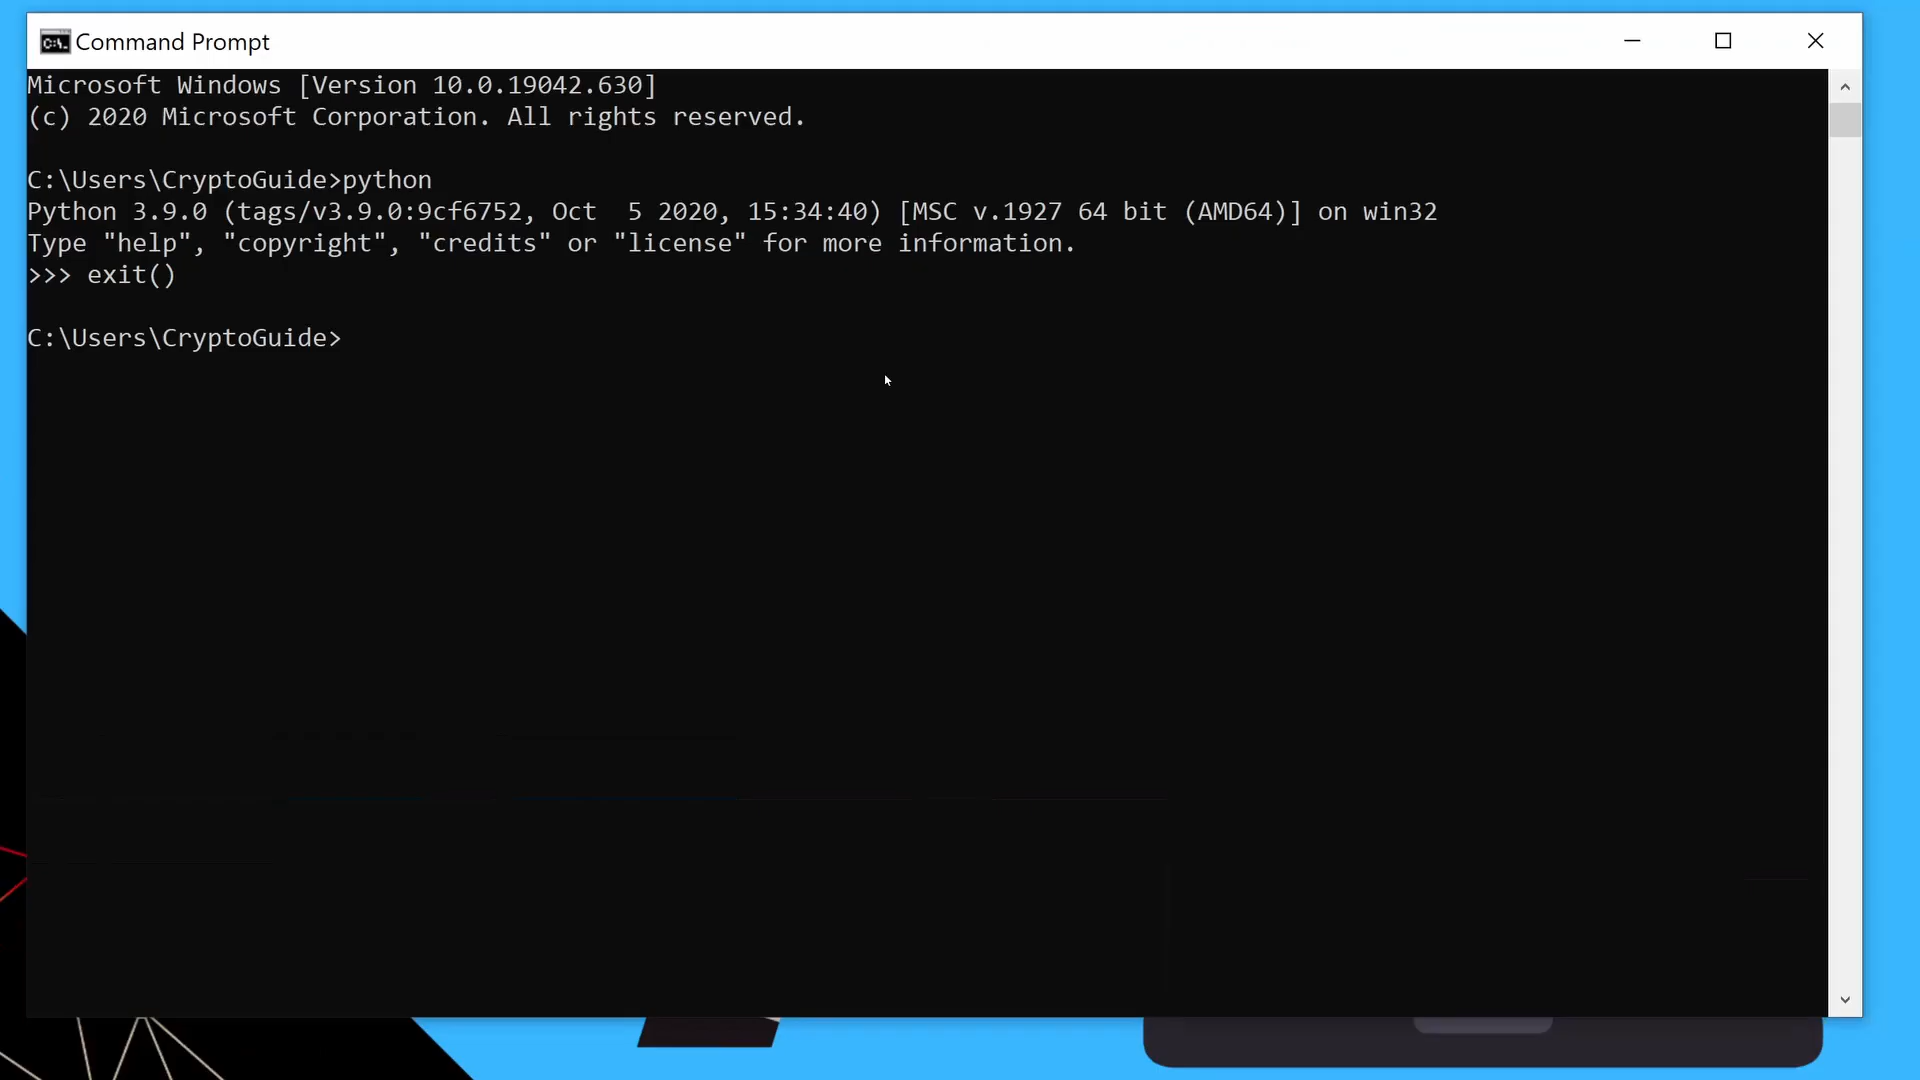 Command Prompt
Microsoft Windows [Version 10.0.19042.630]
(c) 2020 Microsoft Corporation. All rights reserved.
C:\Users\CryptoGuide>python
Python 3.9.0 (tags/v3.9.0:9cf6752, Oct  5 2020, 15:34:40) [MSC v.1927 64 bit (AMD64)] on win32
Type "help", "copyright", "credits" or "license" for more information.
>>> exit()
C:\Users\CryptoGuide>